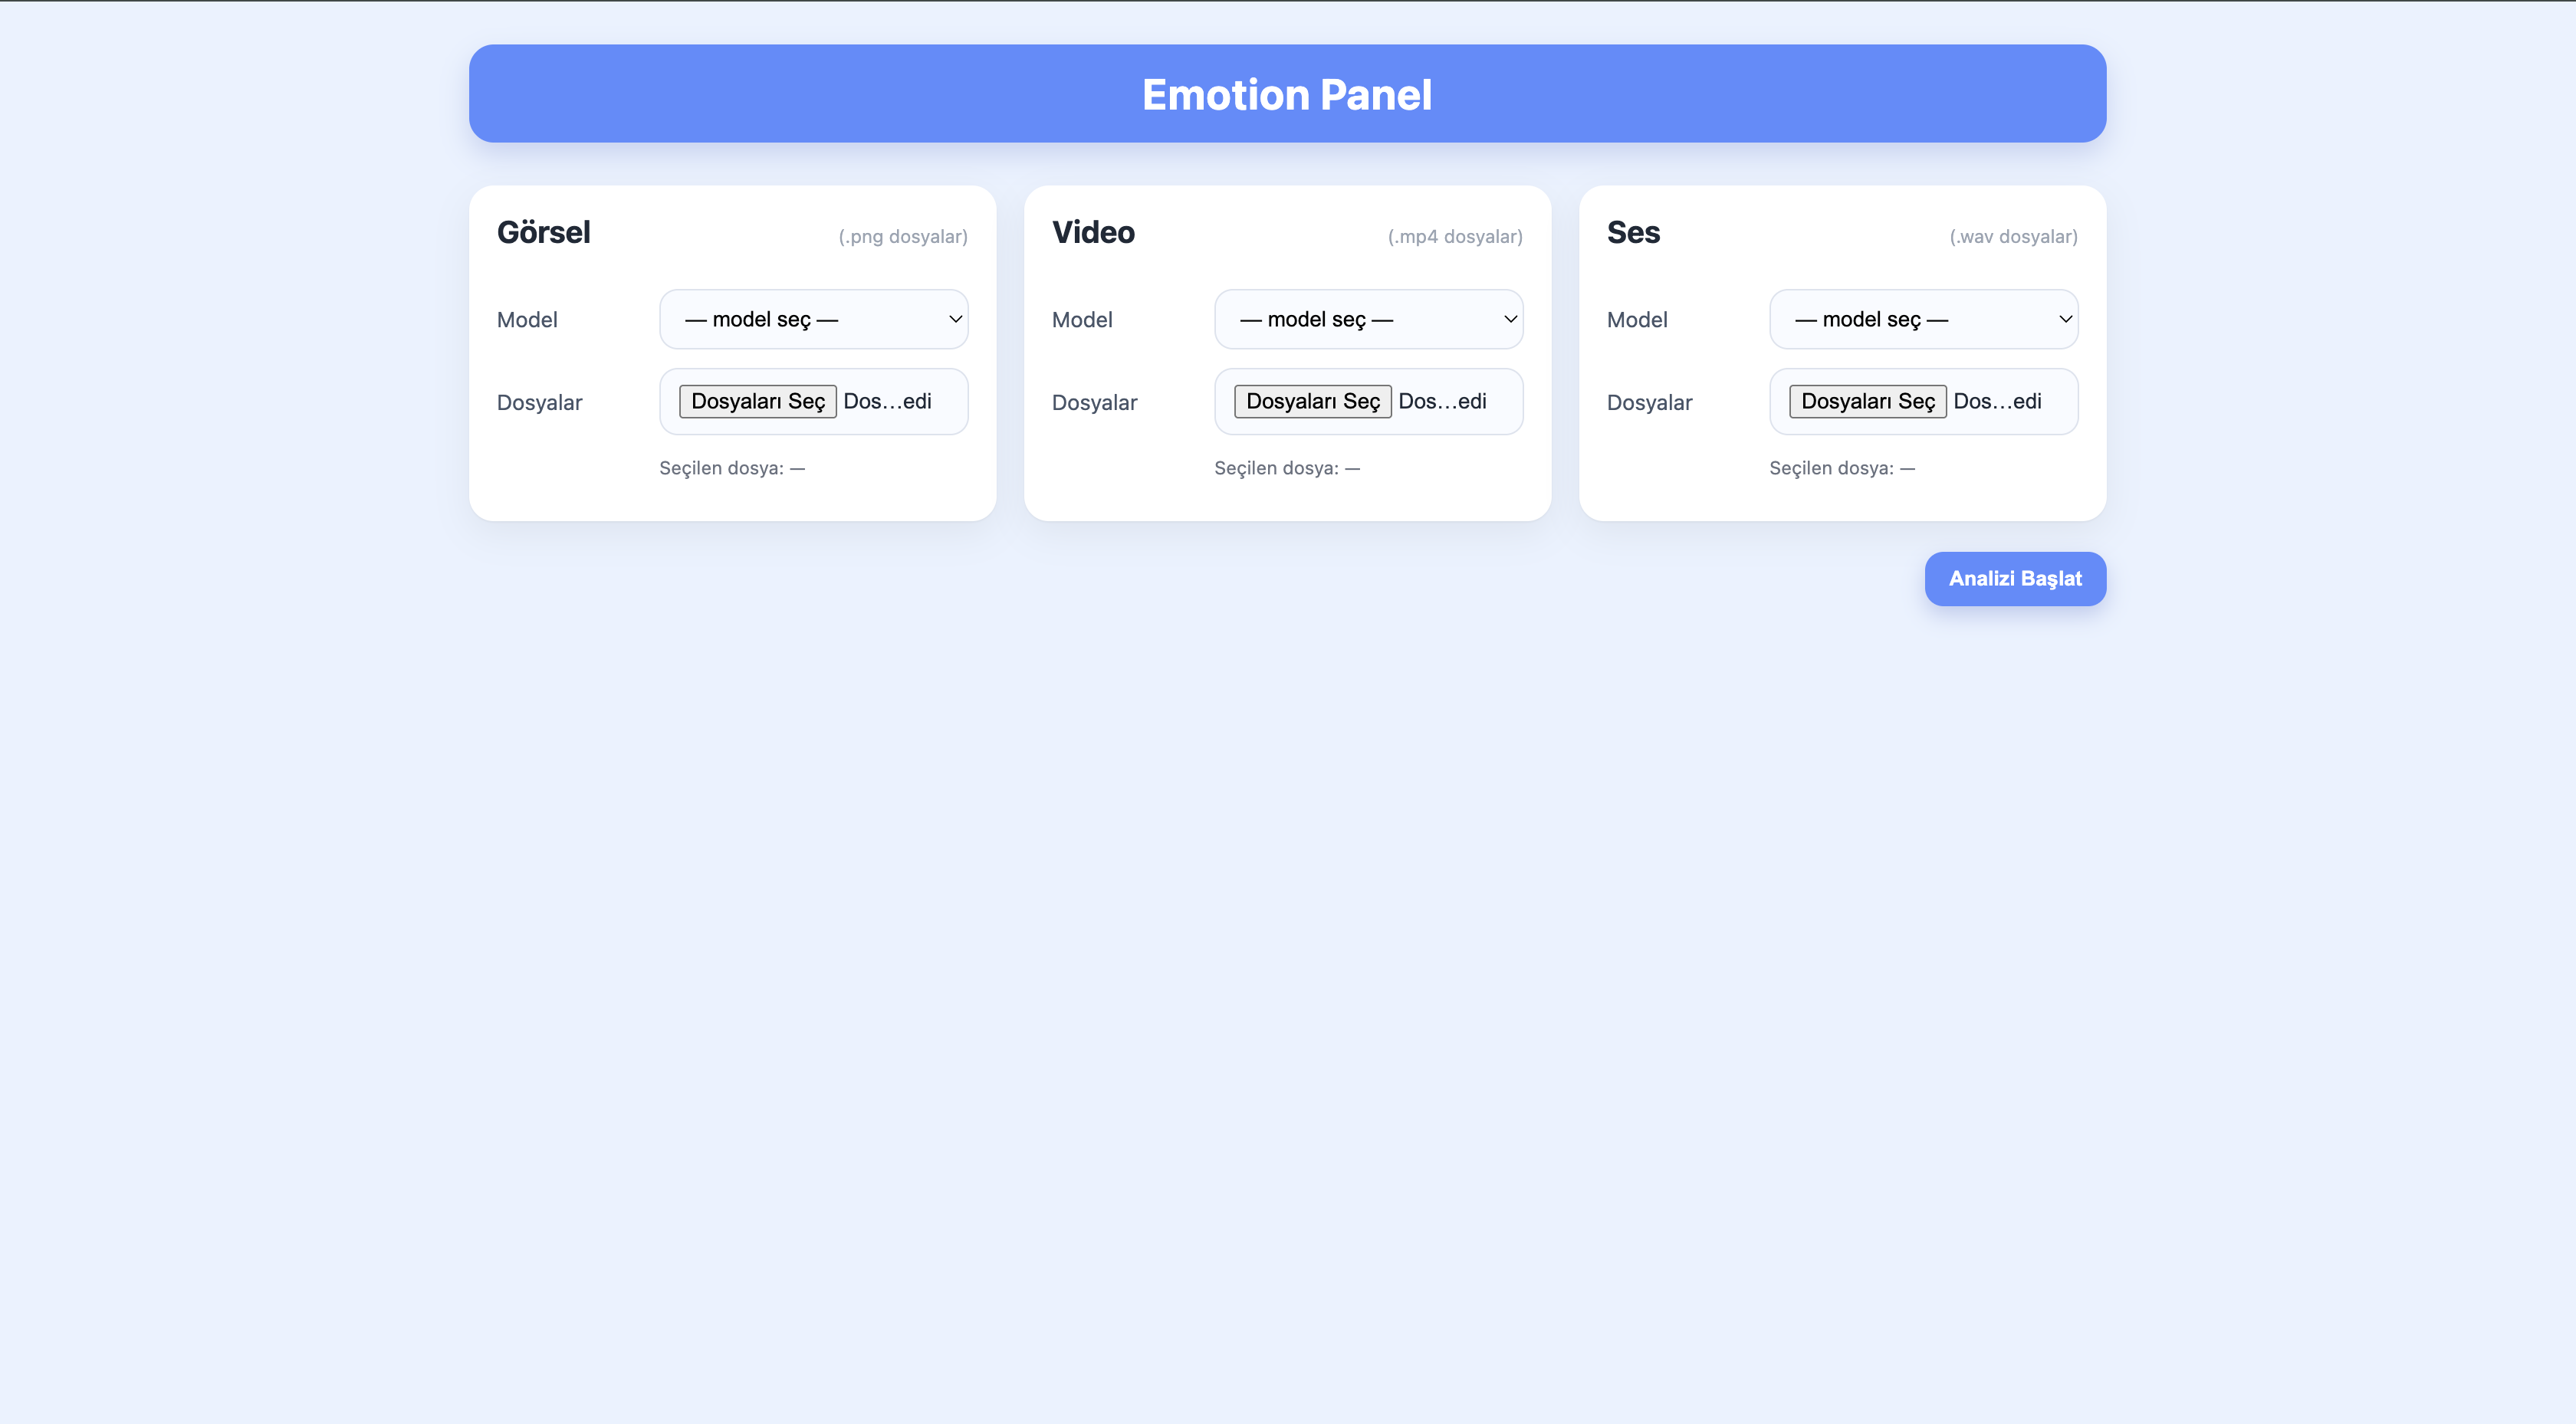 Emotion Panel
Görsel
(.png dosyalar)
Model
— model seç —
Dosyalar
Dosyaları Seç Dos...edi
Seçilen dosya: —
Video
(.mp4 dosyalar)
Model
— model seç —
Dosyalar
Dosyaları Seç Dos...edi
Seçilen dosya: —
Ses
(.wav dosyalar)
Model
— model seç —
Dosyalar
Dosyaları Seç Dos...edi
Seçilen dosya: —
Analizi Başlat